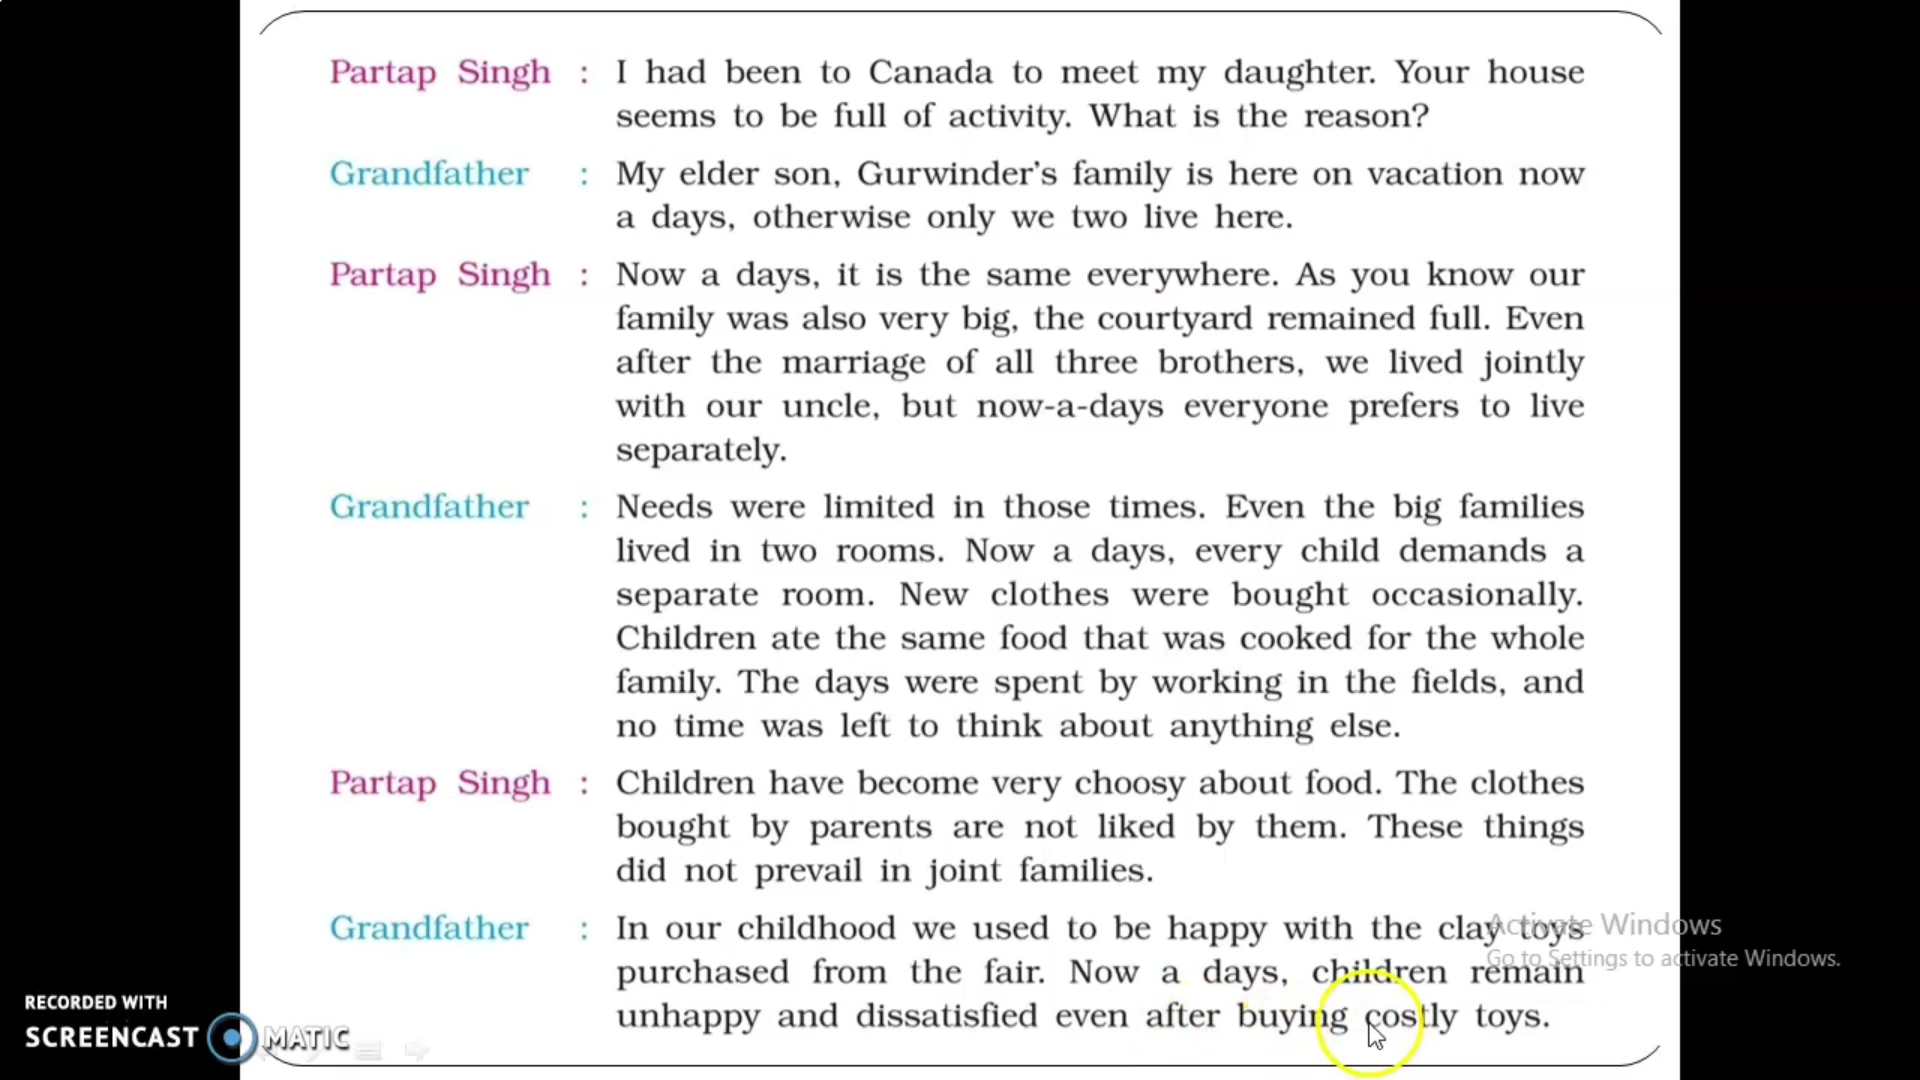 Partap Singh : I had been to Canada to meet my daughter. Your house
seems to be full of activity. What is the reason?
Grandfather : My elder son, Gurwinder's family is here on vacation now
a days, otherwise only we two live here.
Partap Singh : Now a days, it is the same everywhere. As you know our
family was also very big, the courtyard remained full. Even
after the marriage of all three brothers, we lived jointly
with our uncle, but now-a-days everyone prefers to live
separately.
Grandfather : Needs were limited in those times. Even the big families
lived in two rooms. Now a days, every child demands a
separate room. New clothes were bought occasionally.
Children ate the same food that was cooked for the whole
family. The days were spent by working in the fields, and
no time was left to think about anything else.
Partap Singh : Children have become very choosy about food. The clothes
bought by parents are not liked by them. These things
did not prevail in joint families.
Grandfather : In our childhood we used to be happy with the clay toys
purchased from the fair. Now a days, children remain
unhappy and dissatisfied even after buying costly toys.
Activate Windows
Go to Settings to activate Windows.
RECORDED WITH
SCREENCAST MATIC